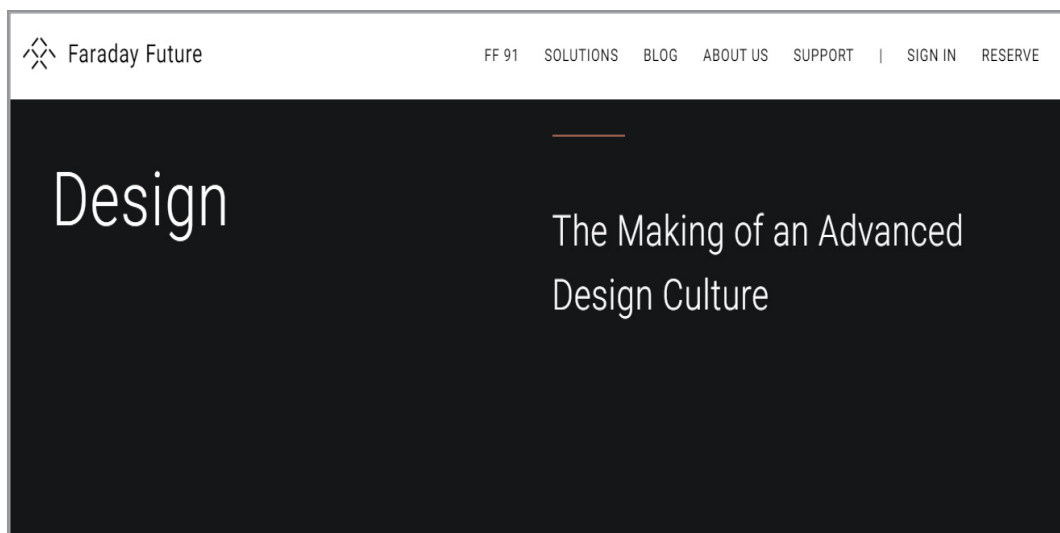 Faraday Future
FF 91 SOLUTIONS BLOG ABOUT US SUPPORT | SIGN IN RESERVE
Design
The Making of an Advanced
Design Culture